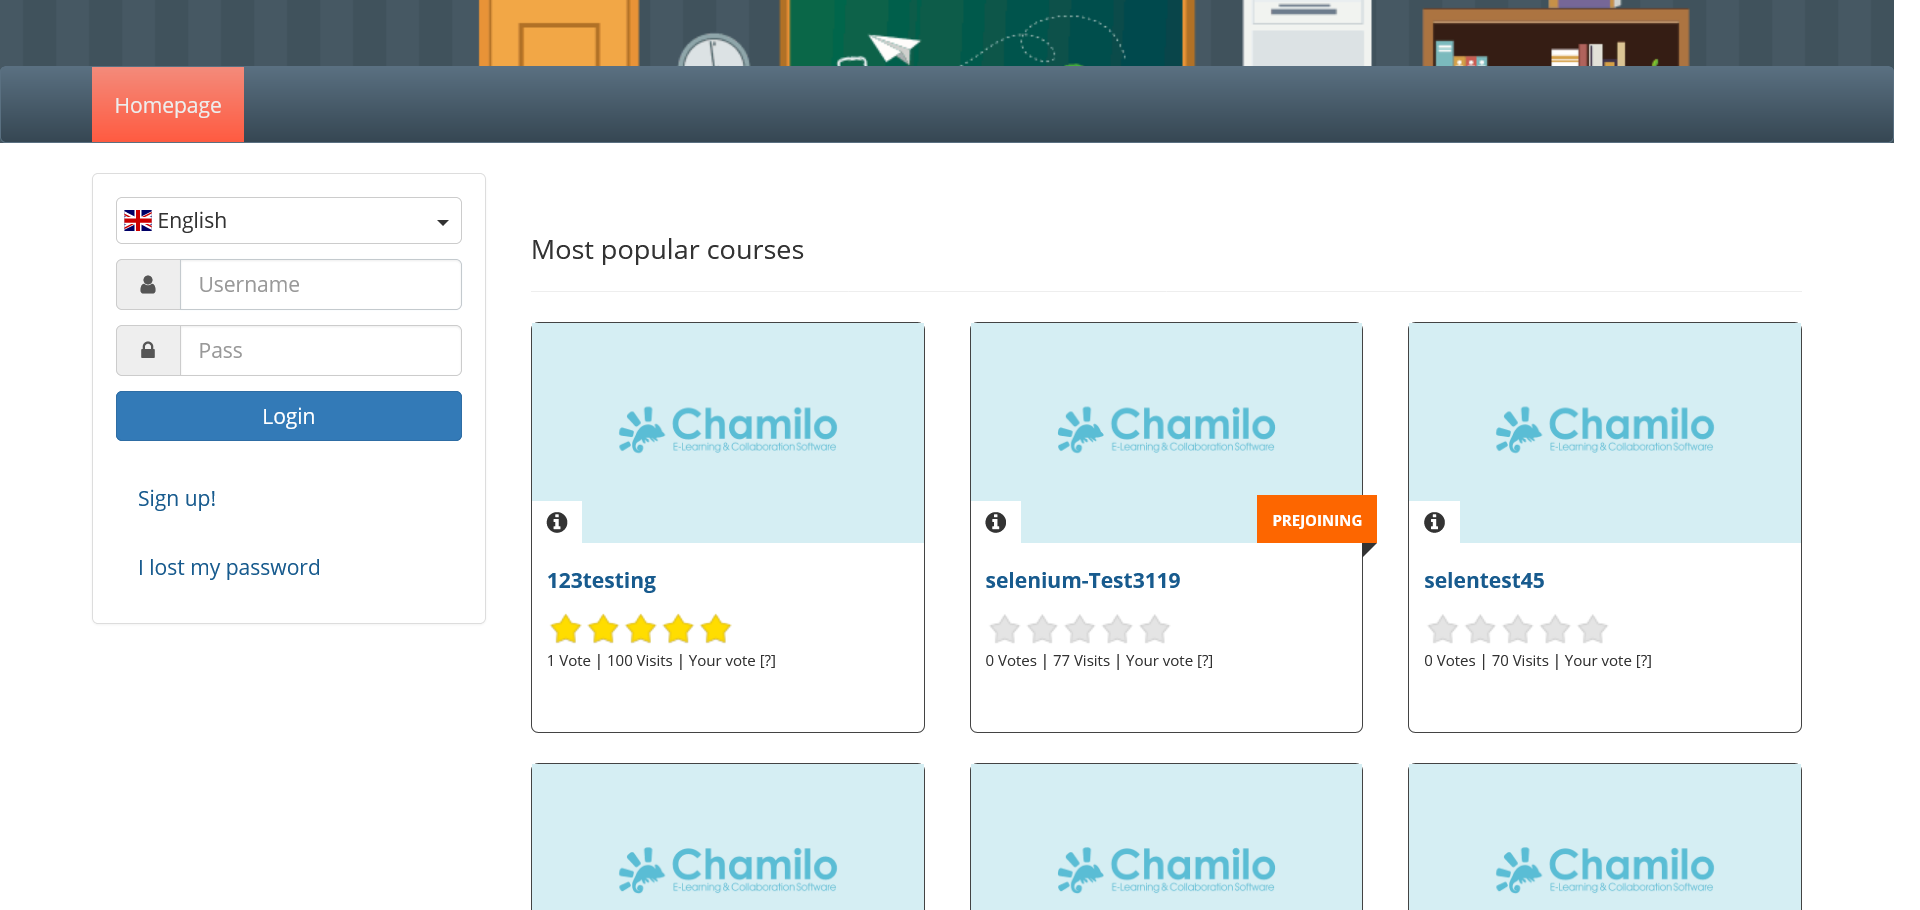 Homepage
English
Username
Pass
Login
Sign up!
I lost my password
Most popular courses
Chamilo
E-Learning & Collaboration Software
123testing
1 Vote | 100 Visits | Your vote [?]
Chamilo
E-Learning & Collaboration Software
PREJOINING
selenium-Test3119
0 Votes | 77 Visits | Your vote [?]
Chamilo
E-Learning & Collaboration Software
selentest45
0 Votes | 70 Visits | Your vote [?]
Chamilo
E-Learning & Collaboration Software
Chamilo
E-Learning & Collaboration Software
Chamilo
E-Learning & Collaboration Software